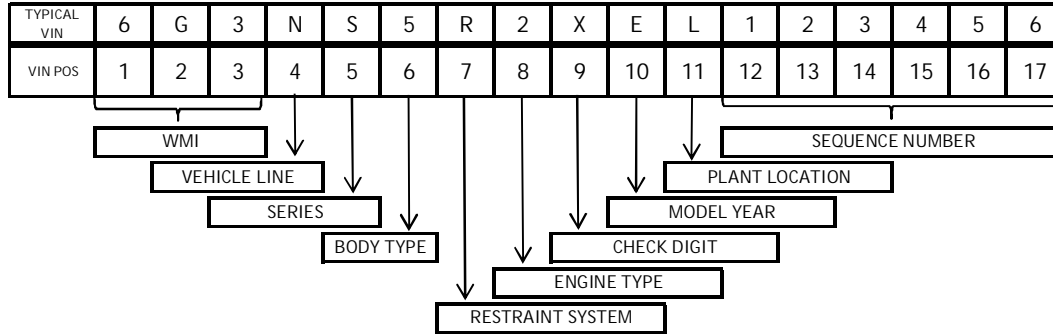 TYPICAL VIN 6 G 3 N S 5 R 2 X E L 1 2 3 4 5 6
VIN POS 1 2 3 4 5 6 7 8 9 10 11 12 13 14 15 16 17
WMI SEQUENCE NUMBER
VEHICLE LINE PLANT LOCATION
SERIES MODEL YEAR
BODY TYPE CHECK DIGIT
ENGINE TYPE
RESTRAINT SYSTEM